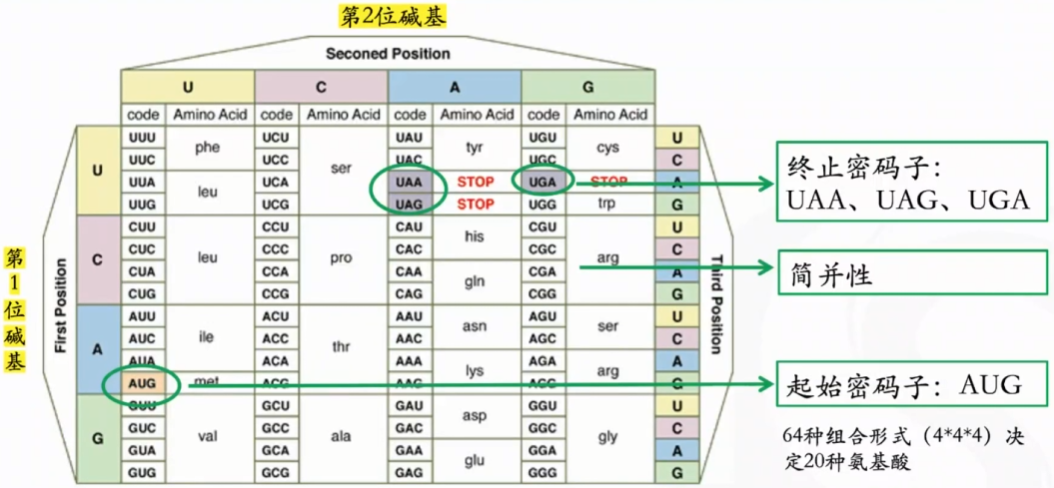 第2位碱基
Seconed Position
U C A G
code Amino Acid code Amino Acid code Amino Acid code Amino Acid
第1位碱基
First Position
Third Position
U
UUU phe UCU ser UAU tyr UGU cys U
UUC UCC UAC UGC C
UUA leu UCA UAA STOP UGA STOP A
UUG UCG UAG STOP UGG trp G
C
CUU leu CCU pro CAU his CGU arg U
CUC CCC CAC CGC C
CUA CCA CAA gln CGA A
CUG CCG CAG CGG G
A
AUU ile ACU thr AAU asn AGU ser U
AUC ACC AAC AGC C
AUA ACA AAA lys AGA arg A
AUG met ACG AAG AGG G
G
GUU val GCU ala GAU asp GGU gly U
GUC GCC GAC GGC C
GUA GCA GAA glu GGA A
GUG GCG GAG GGG G
终止密码子：
UAA、UAG、UGA
简并性
起始密码子：AUG
64种组合形式（4*4*4）决
定20种氨基酸